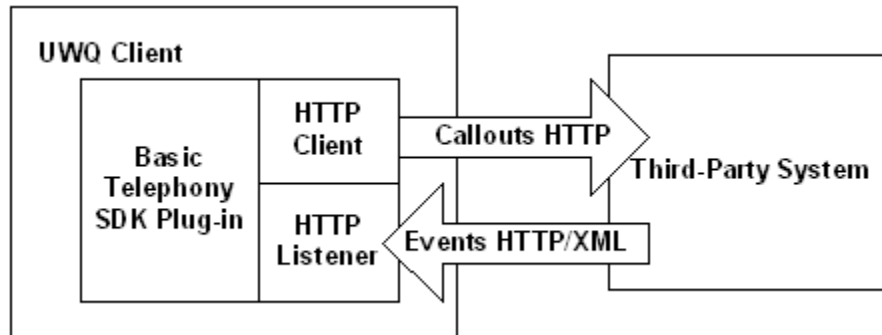 UWQ Client
HTTP
Client
Callouts HTTP
Basic
Telephony
SDK Plug-in
Third-Party System
HTTP
Listener
Events HTTP/XML